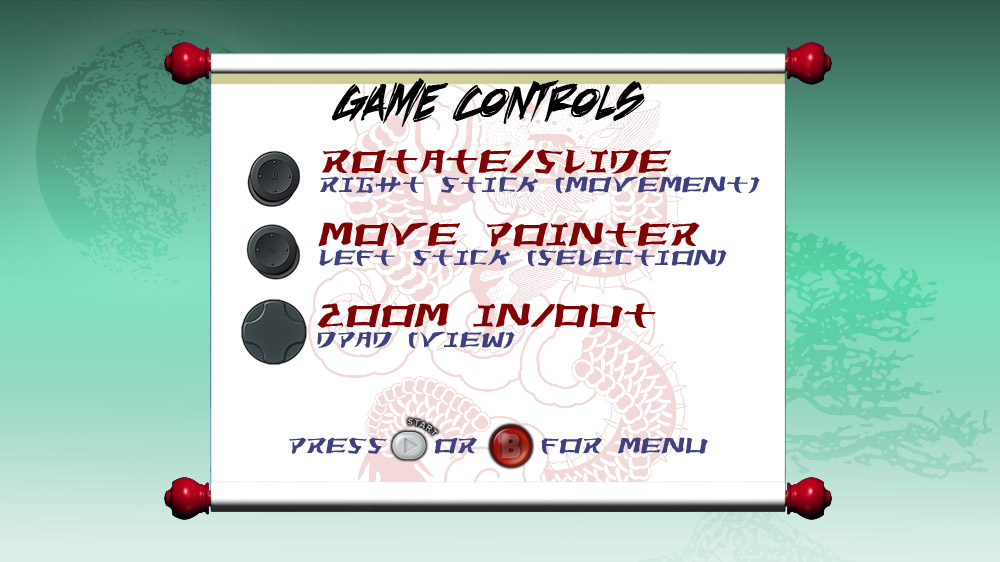 GAME CONTROLS
ROTATE/SLIDE
RIGHT STICK (MOVEMENT)
MOVE POINTER
LEFT STICK (SELECTION)
ZOOM IN/OUT
DPAD (VIEW)
START
PRESS OR B FOR MENU